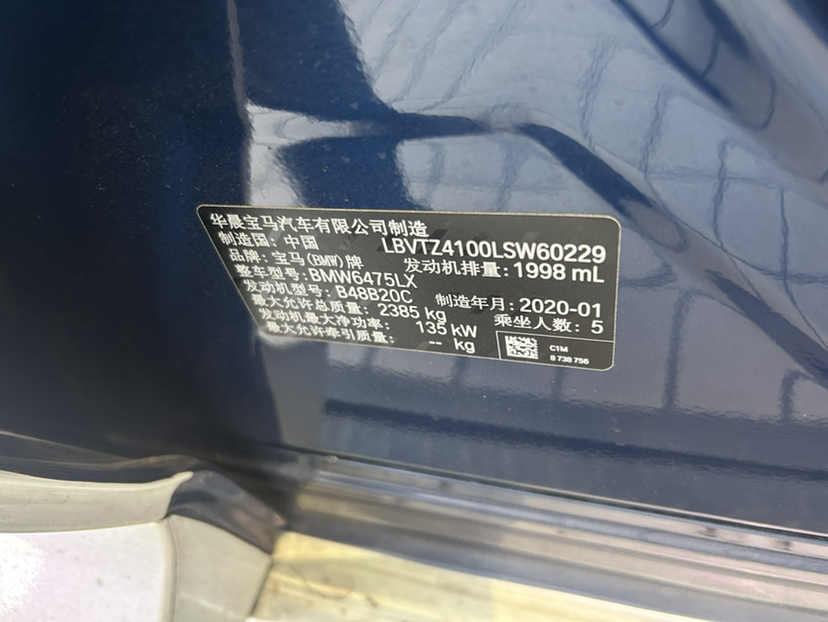 华晨宝马汽车有限公司制造
制造国: 中国 LBVTZ4100LSW60229
品牌: 宝马(BMW)牌 发动机排量: 1998 mL
整车型号: BMW6475LX
发动机型号: B48B20C 制造年月: 2020-01
最大允许总质量: 2385 kg 乘坐人数: 5
发动机最大净功率: 135 kW
最大允许牵引质量: -- kg
C1M
8 738 756